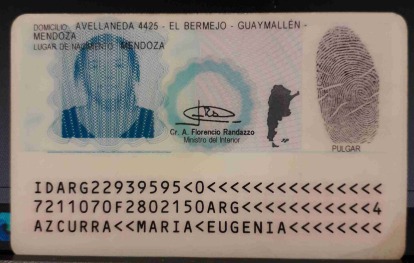 DOMICILIO: AVELLANEDA 4425 - EL BERMEJO - GUAYMALLÉN -
MENDOZA
LUGAR DE NACIMIENTO: MENDOZA
Cr. A. Florencio Randazzo
Ministro del Interior
PULGAR
IDARG22939595<0<<<<<<<<<<<<<<<
7211070F2802150ARG<<<<<<<<<<<4
AZCURRA<<MARIA<EUGENIA<<<<<<<<